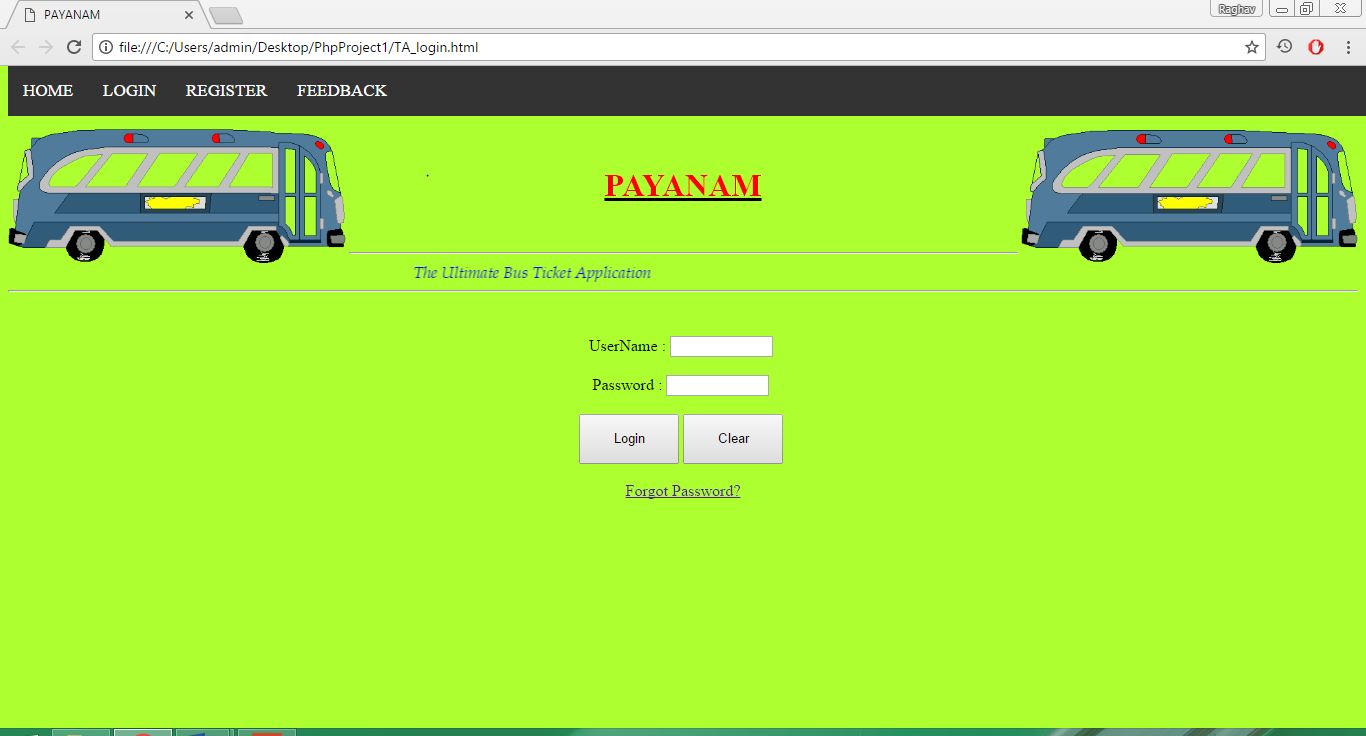 PAYANAM
Raghav
file:///C:/Users/admin/Desktop/PhpProject1/TA_login.html
HOME LOGIN REGISTER FEEDBACK
PAYANAM
The Ultimate Bus Ticket Application
UserName :
Password :
Login Clear
Forgot Password?